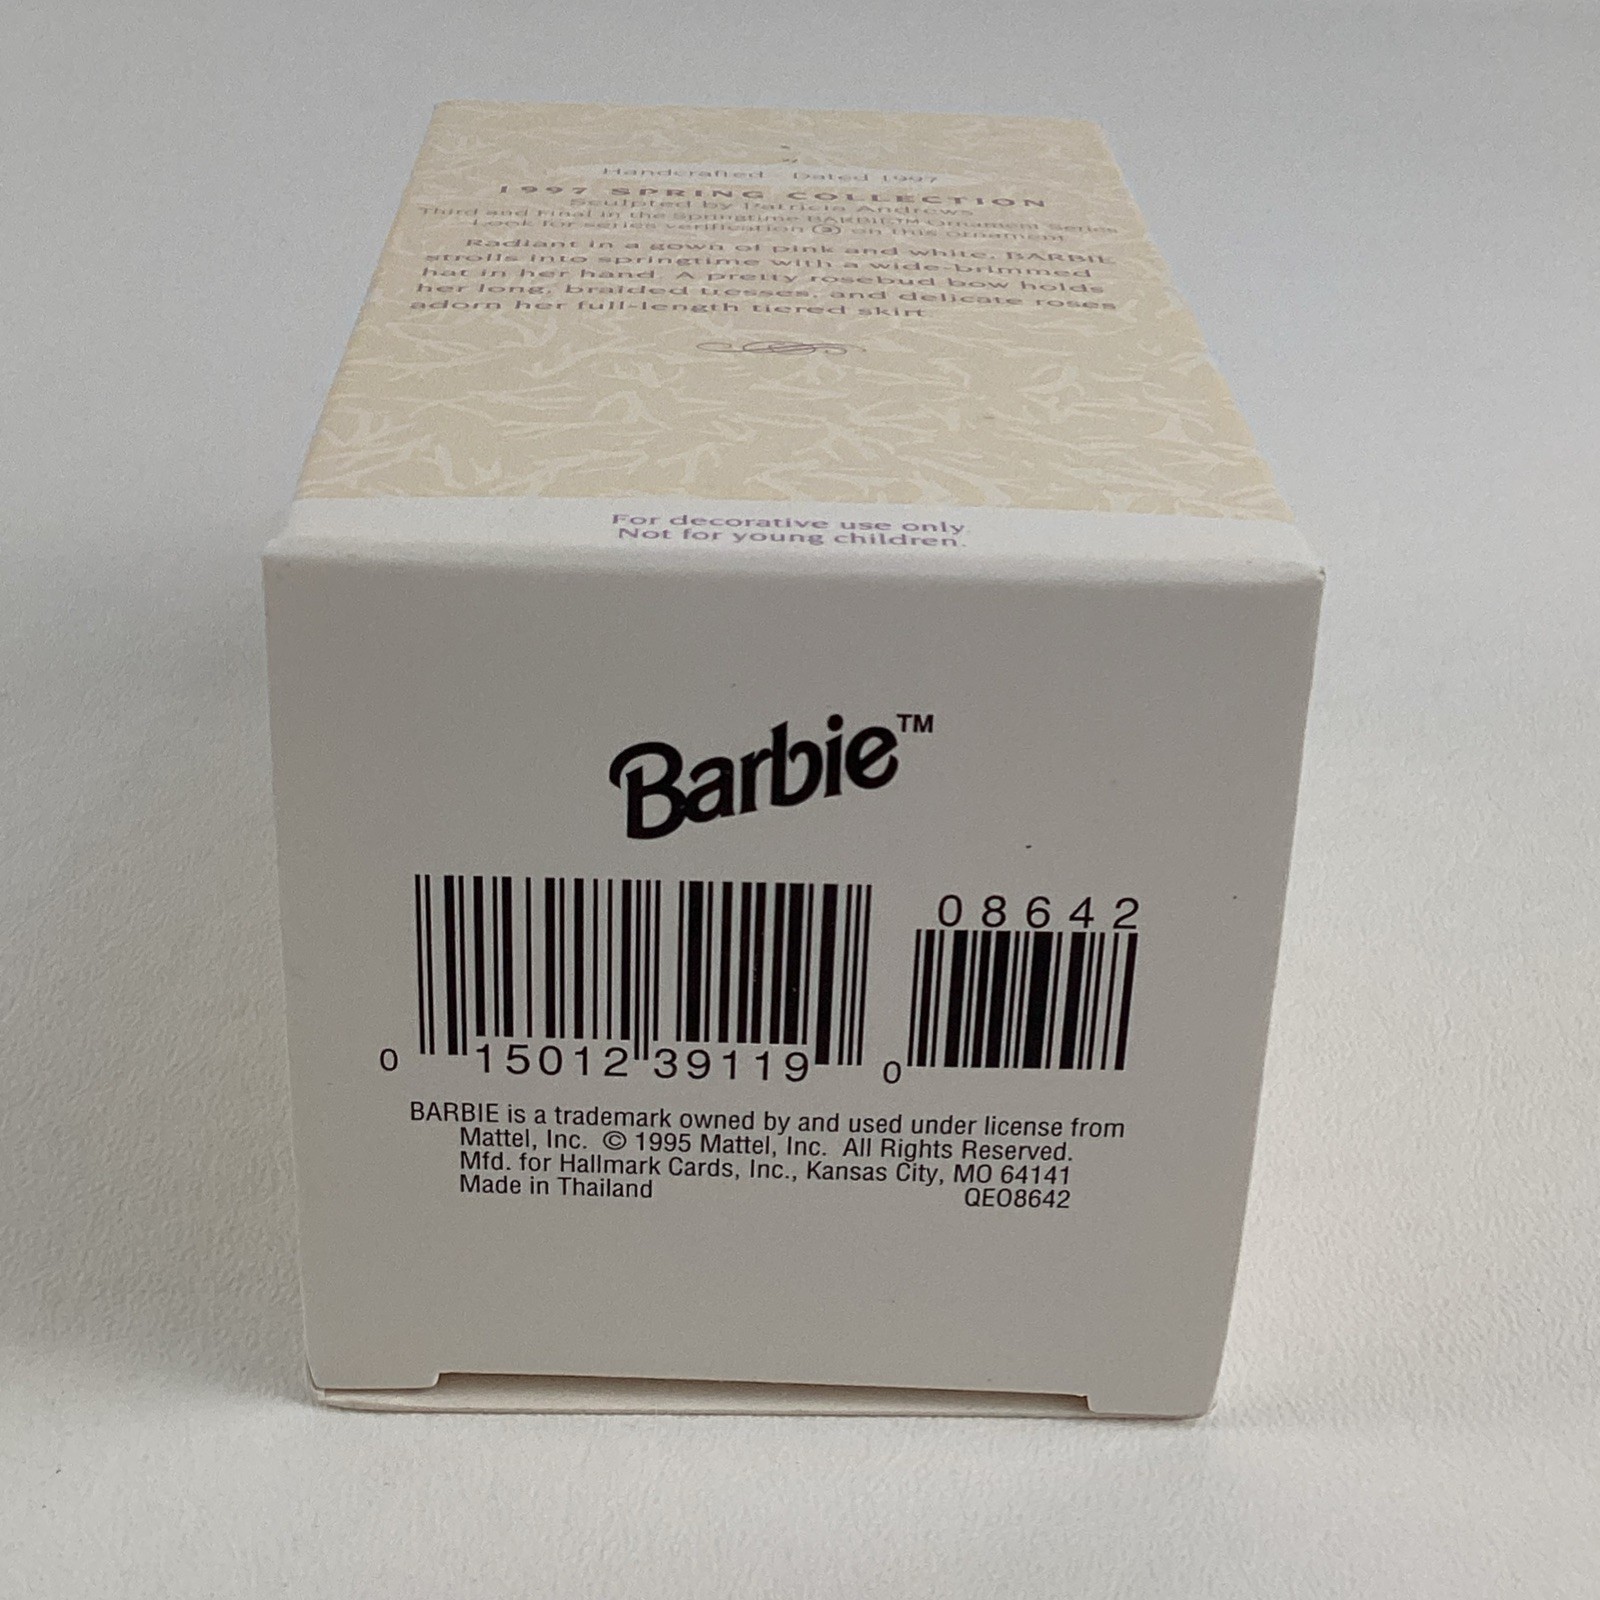 Handcrafted Dated 1997
1997 SPRING COLLECTION
Sculpted by Patricia Andrews
Third and Final in the Springtime BARBIE™ Ornament Series
Look for series verification 3 on this ornament
Radiant in a gown of pink and white, BARBIE
strolls into springtime with a wide-brimmed
hat in her hand. A pretty rosebud bow holds
her long, braided tresses, and delicate roses
adorn her full-length tiered skirt.
For decorative use only.
Not for young children.
Barbie™
08642
0 15012 39119 0
BARBIE is a trademark owned by and used under license from
Mattel, Inc. © 1995 Mattel, Inc. All Rights Reserved.
Mfd. for Hallmark Cards, Inc., Kansas City, MO 64141
Made in Thailand QEO8642